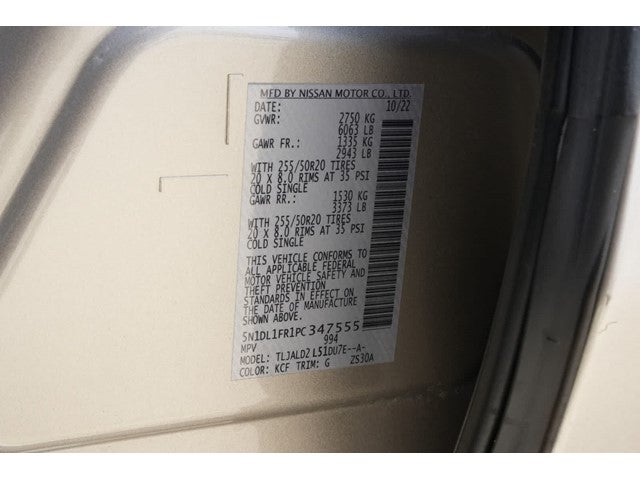 MFD BY NISSAN MOTOR CO., LTD.
DATE: 10/22
GVWR: 2750 KG
6063 LB
GAWR FR.: 1335 KG
2943 LB
WITH 255/50R20 TIRES
20 X 8.0 RIMS AT 35 PSI
COLD SINGLE
GAWR RR.: 1530 KG
3373 LB
WITH 255/50R20 TIRES
20 X 8.0 RIMS AT 35 PSI
COLD SINGLE
THIS VEHICLE CONFORMS TO
ALL APPLICABLE FEDERAL
MOTOR VEHICLE SAFETY AND
THEFT PREVENTION
STANDARDS IN EFFECT ON
THE DATE OF MANUFACTURE
SHOWN ABOVE.
5N1DL1FR1PC347555
MPV 994
MODEL: TLJALD2L51DU7E--A-
COLOR: KCF TRIM: G ZS30A